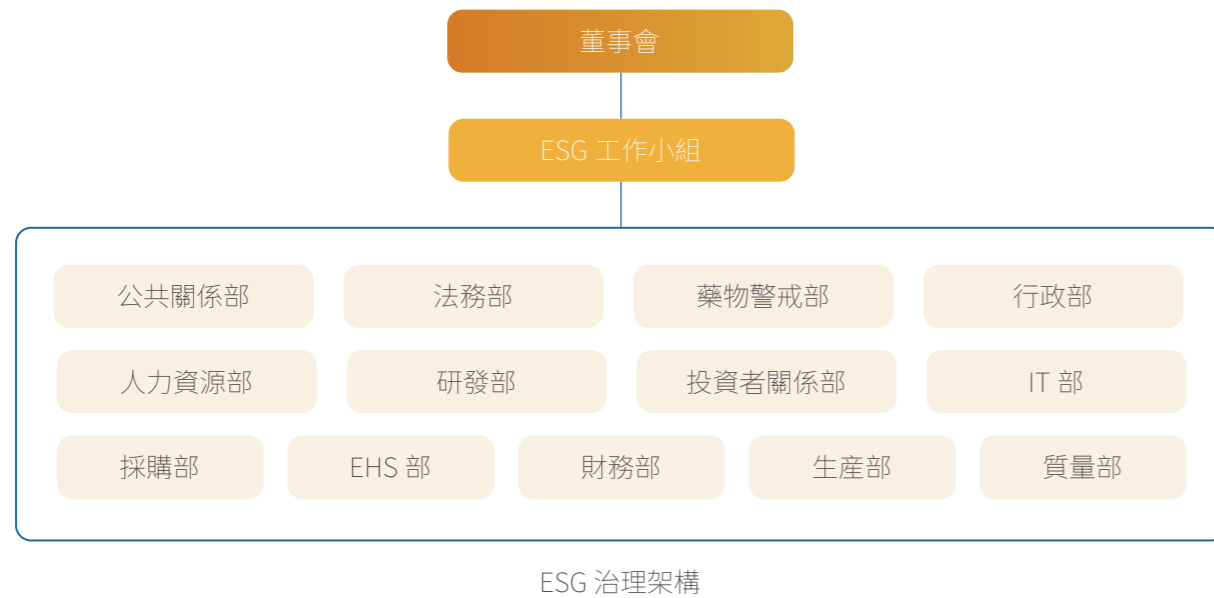 董事會
ESG 工作小組
公共關係部 法務部 藥物警戒部 行政部
人力資源部 研發部 投資者關係部 IT 部
採購部 EHS 部 財務部 生産部 質量部
ESG 治理架構